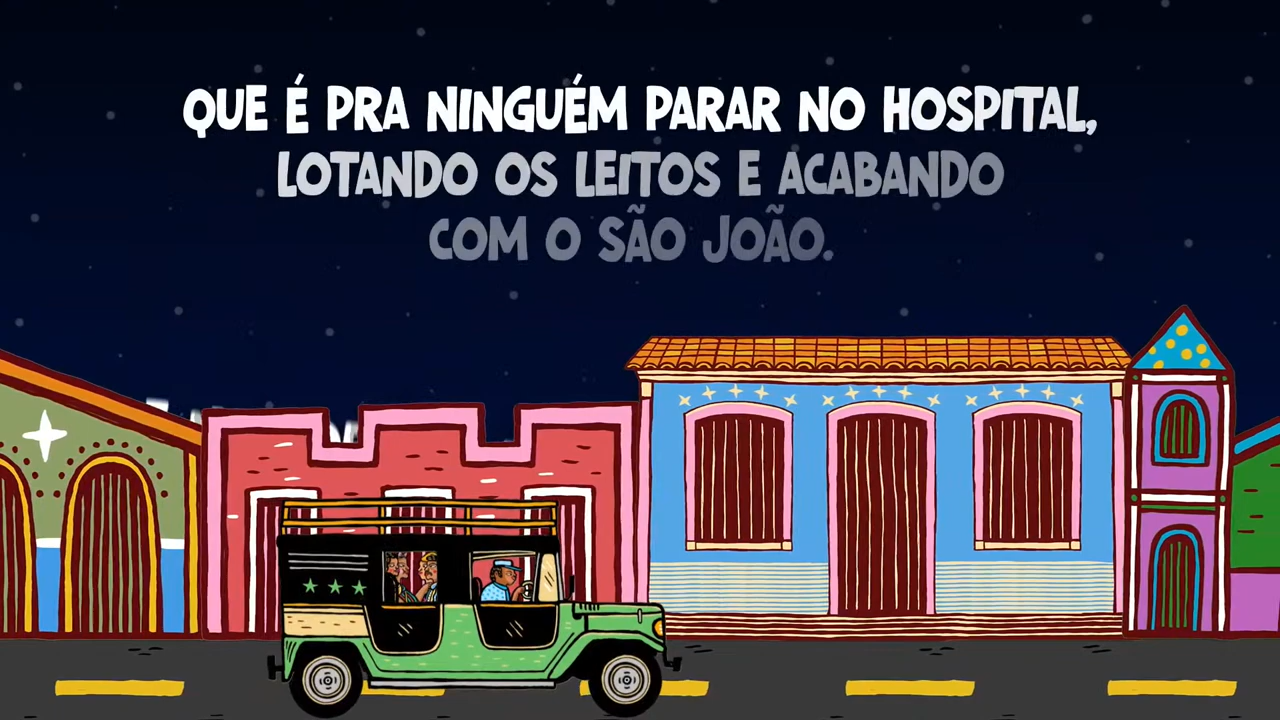 QUE É PRA NINGUÉM PARAR NO HOSPITAL,
LOTANDO OS LEITOS E ACABANDO
COM O SÃO JOÃO.